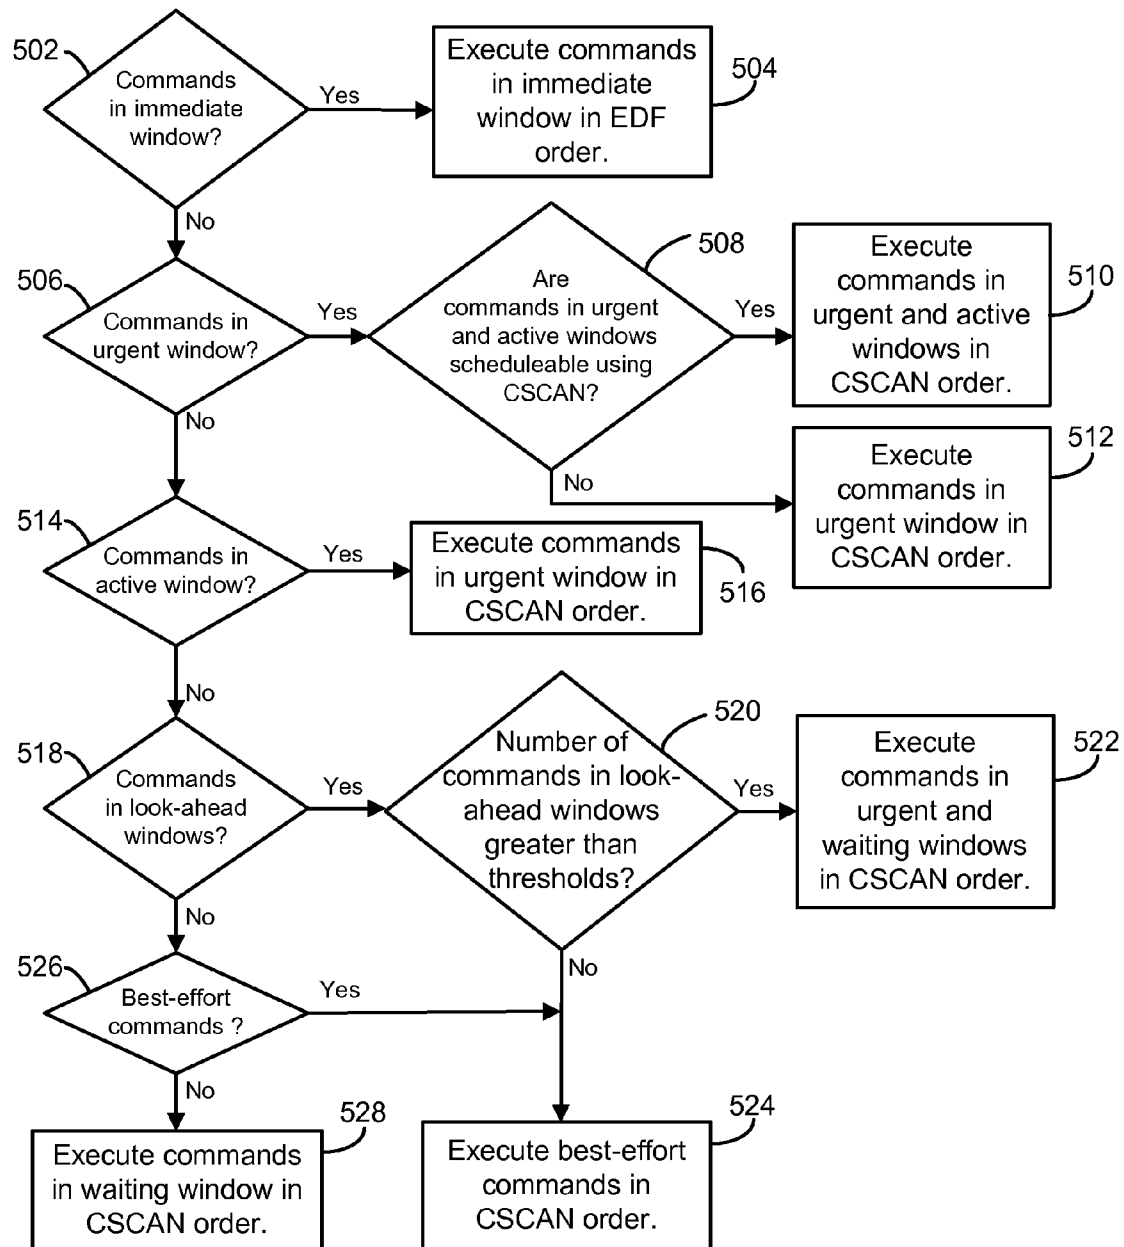 502
Commands
in immediate
window?
Yes
Execute commands
in immediate
window in EDF
order.
504
No
506
Commands in
urgent window?
Yes
Are
commands in urgent
and active windows
scheduleable using
CSCAN?
508
Yes
Execute
commands in
urgent and active
windows in
CSCAN order.
510
No
No
Execute
commands in
urgent window in
CSCAN order.
512
514
Commands in
active window?
Yes
Execute commands
in urgent window in
CSCAN order.
516
No
518
Commands
in look-ahead
windows?
Yes
Number of
commands in look-
ahead windows
greater than
thresholds?
520
Yes
Execute
commands in
urgent and
waiting windows
in CSCAN order.
522
No
No
526
Best-effort
commands ?
Yes
No
528
Execute commands
in waiting window in
CSCAN order.
524
Execute best-effort
commands in
CSCAN order.